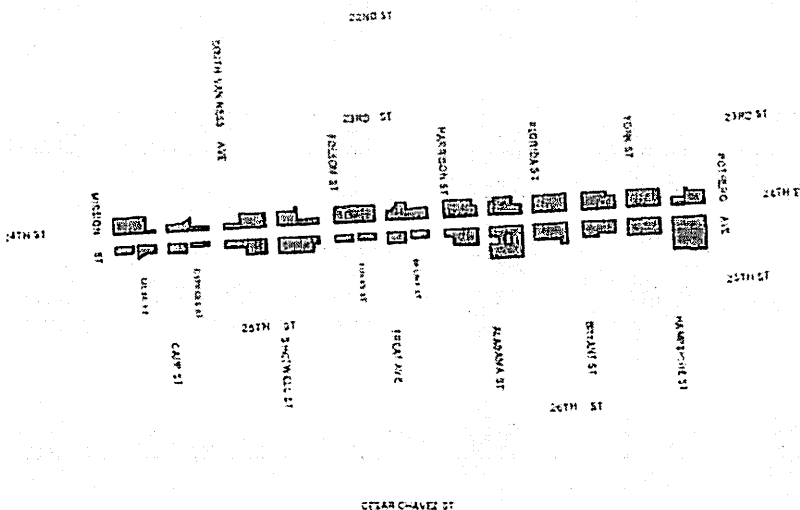 22ND ST
SOUTH VAN NESS AVE
23RD ST
23RD ST
FOLSOM ST
HARRISON ST
FLORIDA ST
YORK ST
POTRERO AVE
MISSION ST
24TH ST
24TH S
25TH ST
25TH ST
CAPP ST
SHOTWELL ST
TREAT AVE
ALABAMA ST
BRYANT ST
HAMPSHIRE ST
26TH ST
CESAR CHAVEZ ST